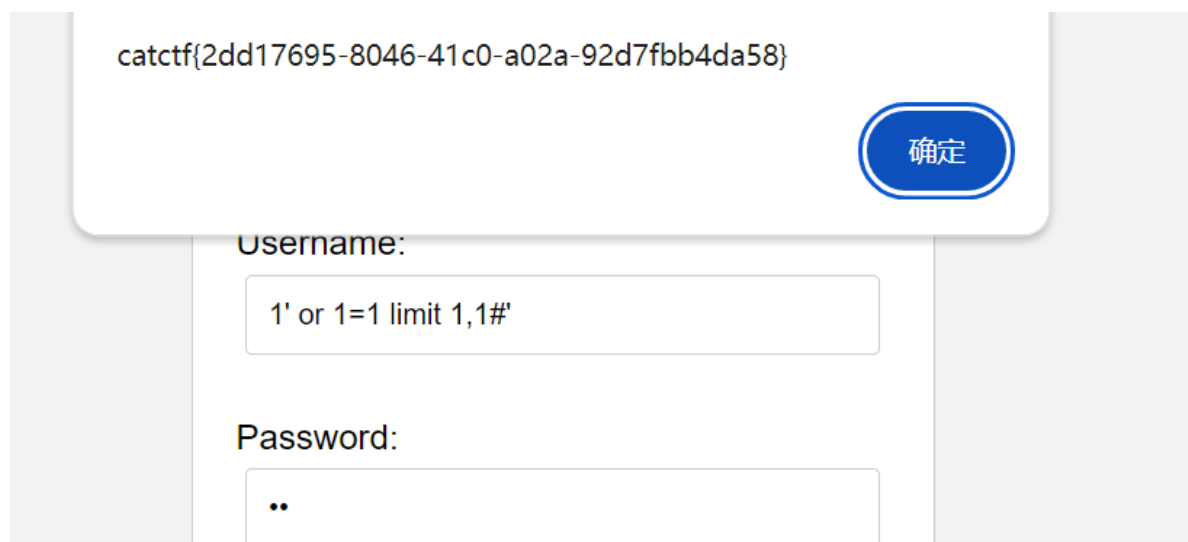 catctf{2dd17695-8046-41c0-a02a-92d7fbb4da58}
确定
Username:
1' or 1=1 limit 1,1#'
Password:
••